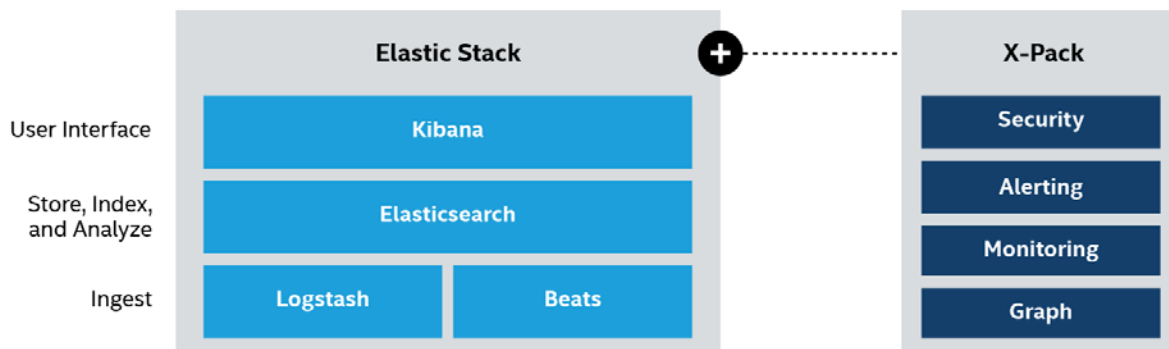 Elastic Stack
+
X-Pack
User Interface
Kibana
Security
Store, Index,
and Analyze
Elasticsearch
Alerting
Monitoring
Ingest
Logstash
Beats
Graph